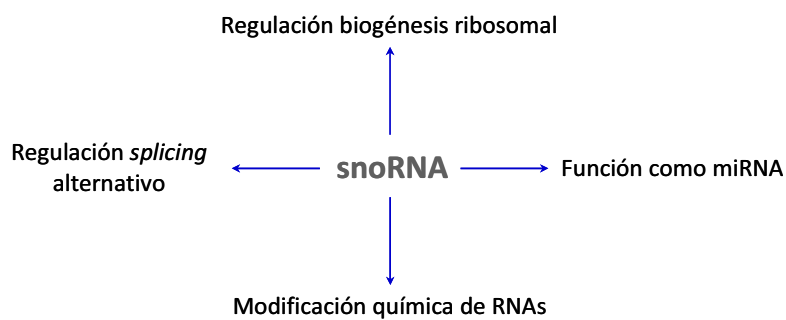 Regulación biogénesis ribosomal
Regulación splicing
alternativo
snoRNA
Función como miRNA
Modificación química de RNAs